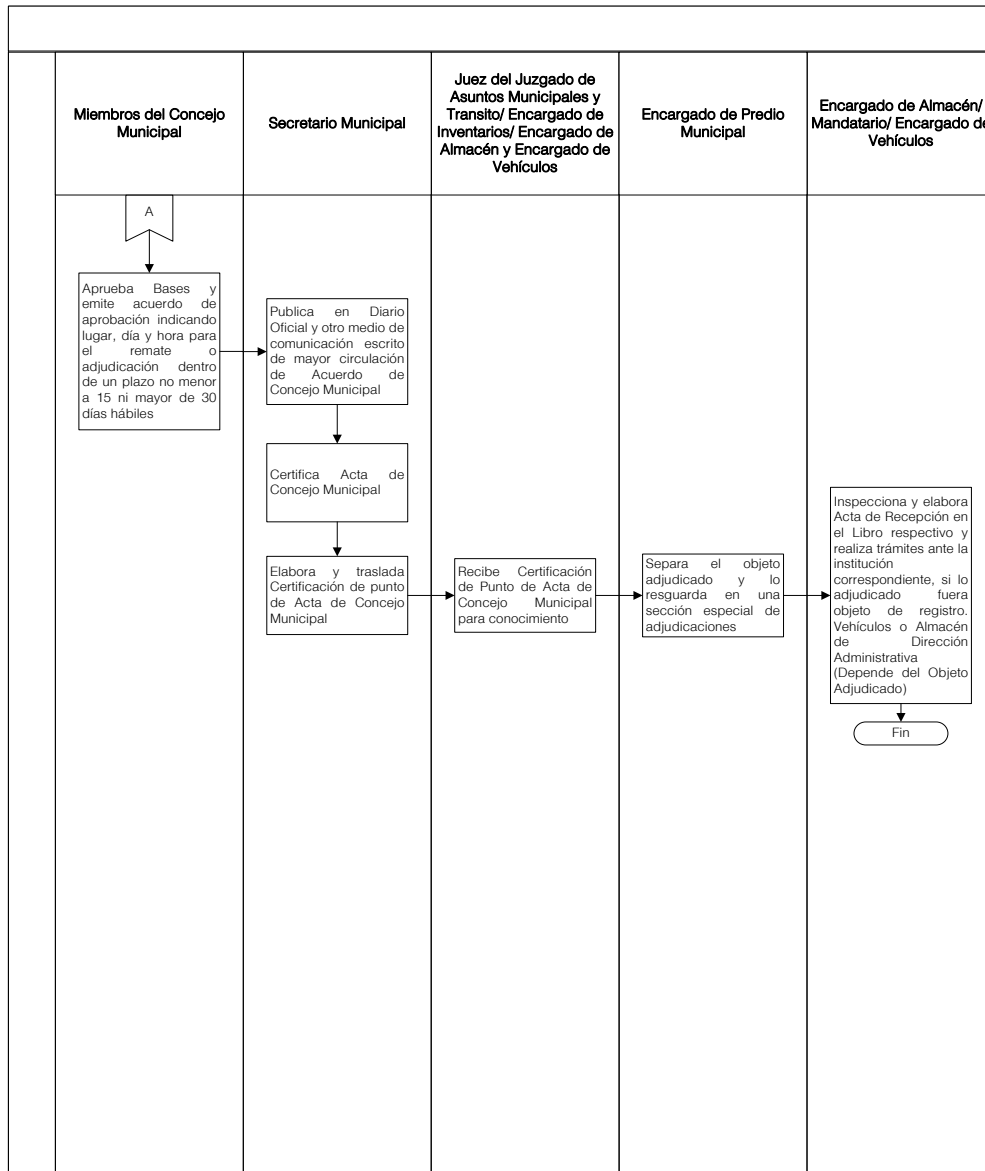 Miembros del Concejo
Municipal
Secretario Municipal
Juez del Juzgado de
Asuntos Municipales y
Transito/ Encargado de
Inventarios/ Encargado de
Almacén y Encargado de
Vehículos
Encargado de Predio
Municipal
Encargado de Almacén/
Mandatario/ Encargado de
Vehículos
A
Aprueba Bases y
emite acuerdo de
aprobación indicando
lugar, día y hora para
el remate o
adjudicación dentro
de un plazo no menor
a 15 ni mayor de 30
días hábiles
Publica en Diario
Oficial y otro medio de
comunicación escrito
de mayor circulación
de Acuerdo de
Concejo Municipal
Certifica Acta de
Concejo Municipal
Elabora y traslada
Certificación de punto
de Acta de Concejo
Municipal
Recibe Certificación
de Punto de Acta de
Concejo Municipal
para conocimiento
Separa el objeto
adjudicado y lo
resguarda en una
sección especial de
adjudicaciones
Inspecciona y elabora
Acta de Recepción en
el Libro respectivo y
realiza trámites ante la
institución
correspondiente, si lo
adjudicado fuera
objeto de registro.
Vehículos o Almacén
de Dirección
Administrativa
(Depende del Objeto
Adjudicado)
Fin